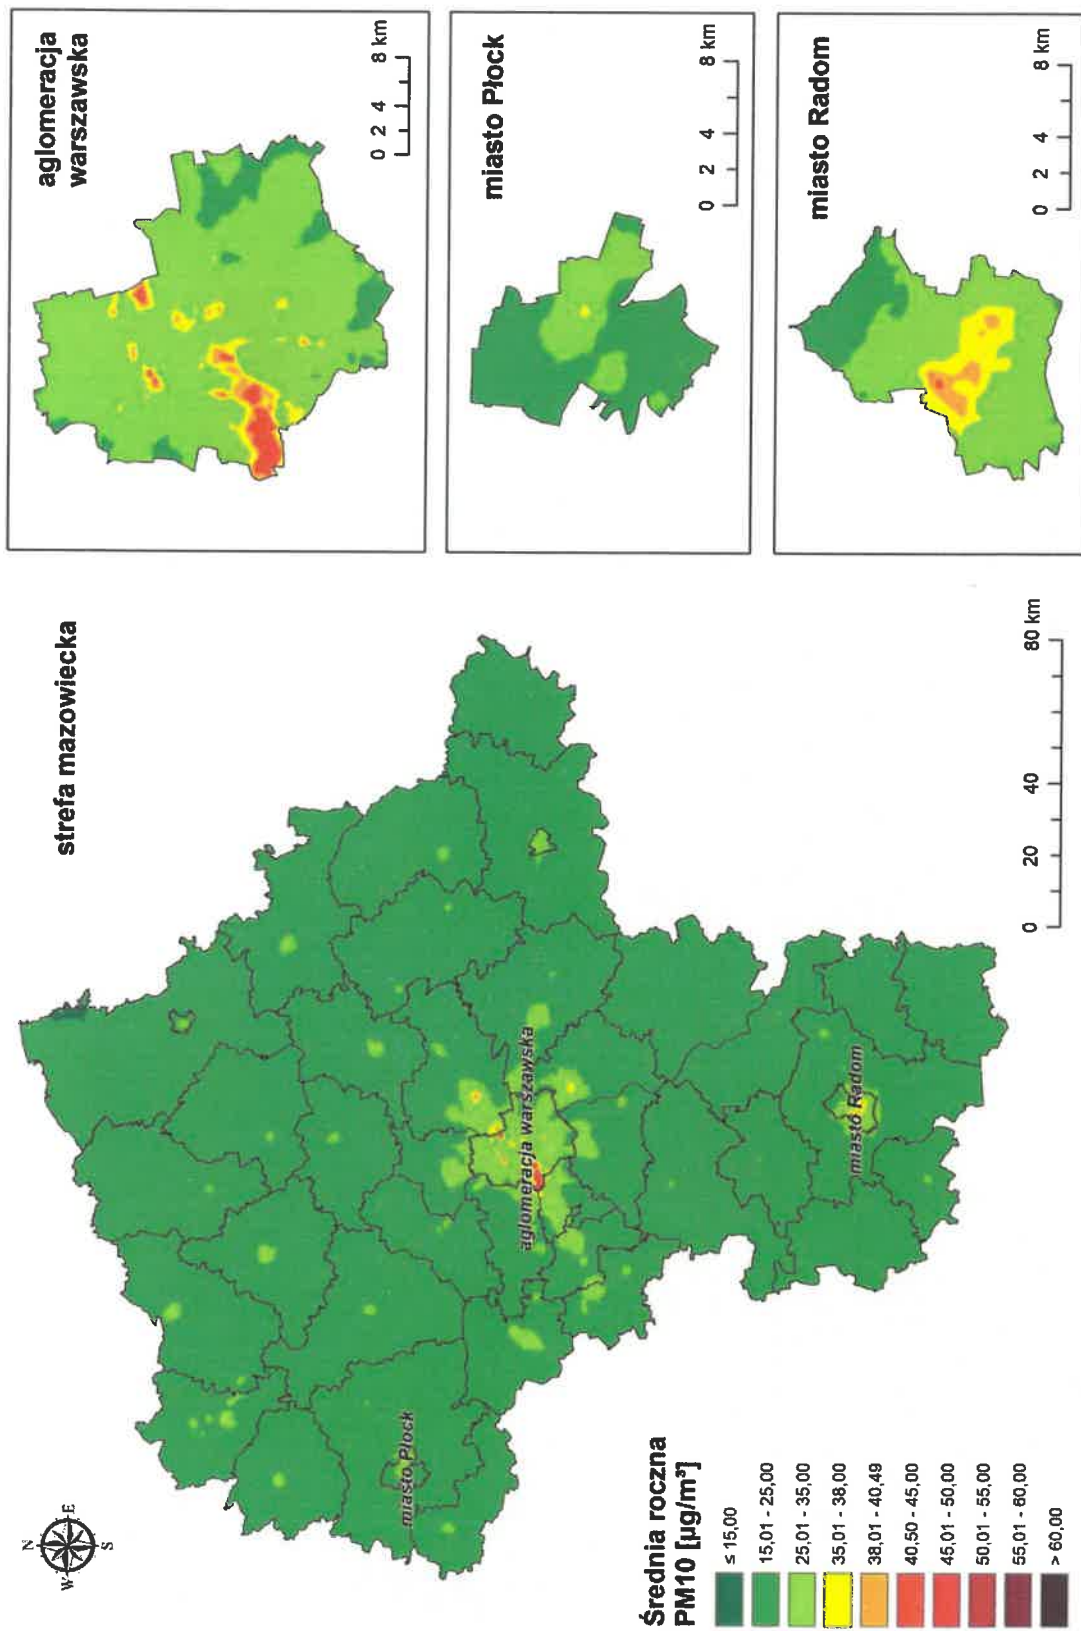 strefa mazowiecka
N
E
S
W
aglomeracja warszawska
miasto Płock
miasto Radom
0 20 40 80 km
Średnia roczna
PM10 [µg/m³]
≤ 15,00
15,01 - 25,00
25,01 - 35,00
35,01 - 38,00
38,01 - 40,49
40,50 - 45,00
45,01 - 50,00
50,01 - 55,00
55,01 - 60,00
> 60,00
aglomeracja
warszawska
0 2 4 8 km
miasto Płock
0 2 4 8 km
miasto Radom
0 2 4 8 km